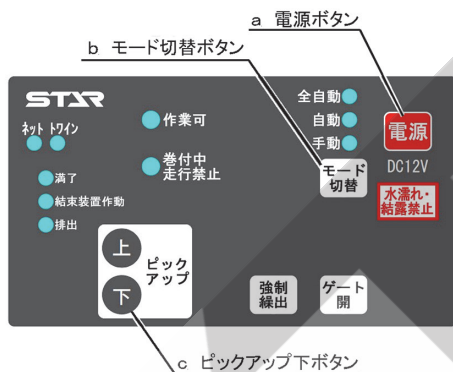 a 電源ボタン
b モード切替ボタン
STAR
ネット トワイン
作業可
巻付中
走行禁止
満了
結束装置作動
排出
全自動
自動
手動
電源
モード
切替
DC12V
水濡れ・
結露禁止
上
下
ピック
アップ
強制
繰出
ゲート
開
c ピックアップ下ボタン